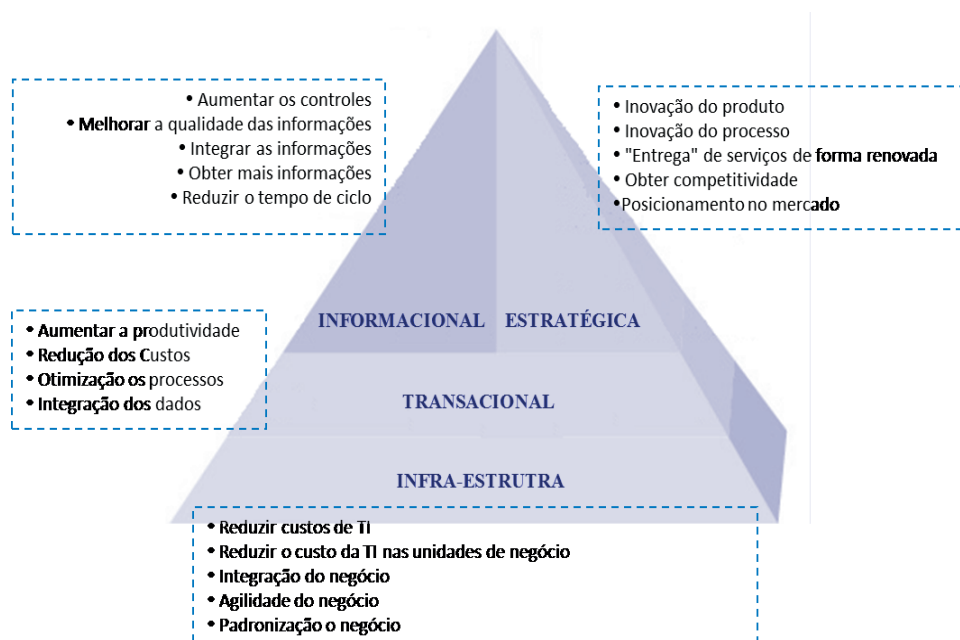 • Aumentar os controles
• Melhorar a qualidade das informações
• Integrar as informações
• Obter mais informações
• Reduzir o tempo de ciclo
• Inovação do produto
• Inovação do processo
• "Entrega" de serviços de forma renovada
• Obter competitividade
•Posicionamento no mercado
INFORMACIONAL ESTRATÉGICA
• Aumentar a produtividade
• Redução dos Custos
• Otimização os processos
• Integração dos dados
TRANSACIONAL
INFRA-ESTRUTRA
• Reduzir custos de TI
• Reduzir o custo da TI nas unidades de negócio
• Integração do negócio
• Agilidade do negócio
• Padronização o negócio